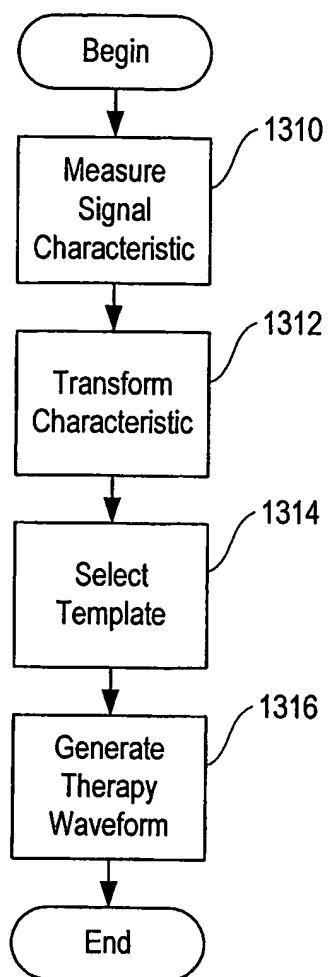 Begin
1310
Measure
Signal
Characteristic
1312
Transform
Characteristic
1314
Select
Template
1316
Generate
Therapy
Waveform
End